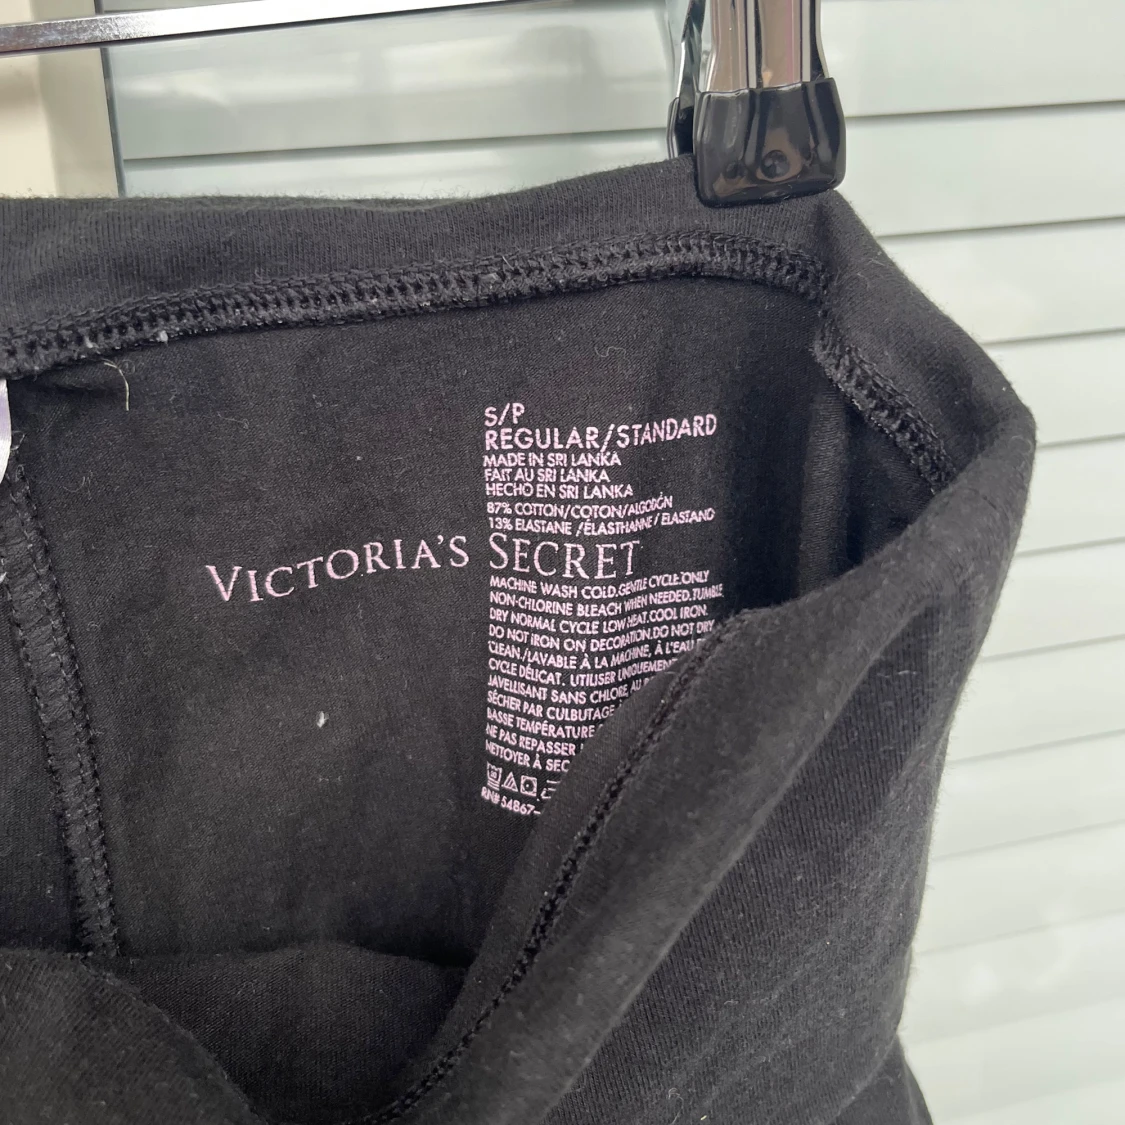 S/P
REGULAR/STANDARD
MADE IN SRI LANKA
FAIT AU SRI LANKA
HECHO EN SRI LANKA
87% COTTON/COTON/ALGODÓN
13% ELASTANE /ÉLASTHANNE / ELASTANO
VICTORIA'S SECRET
MACHINE WASH COLD.GENTLE CYCLE.ONLY
NON-CHLORINE BLEACH WHEN NEEDED.TUMBLE
DRY NORMAL CYCLE LOW HEAT.COOL IRON.
DO NOT IRON ON DECORATION.DO NOT DRY
CLEAN./LAVABLE À LA MACHINE, À L'EAU
CYCLE DÉLICAT. UTILISER
JAVELLISANT SANS CHLORE, AU
SÉCHER PAR CULBUTAGE
BASSE TEMPÉRATURE
NE PAS REPASSER
NETTOYER À SEC
RN# 54867-